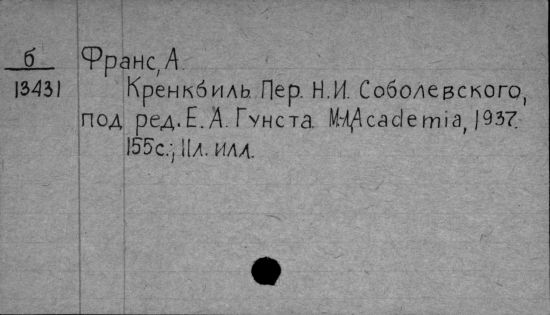 б
13431
Франс, А.
Кренкбиль. Пер. Н.И. Соболевского,
под ред. Е. А. Гунста. М-Л, Academia, 1937.
155с.; 11л. илл.